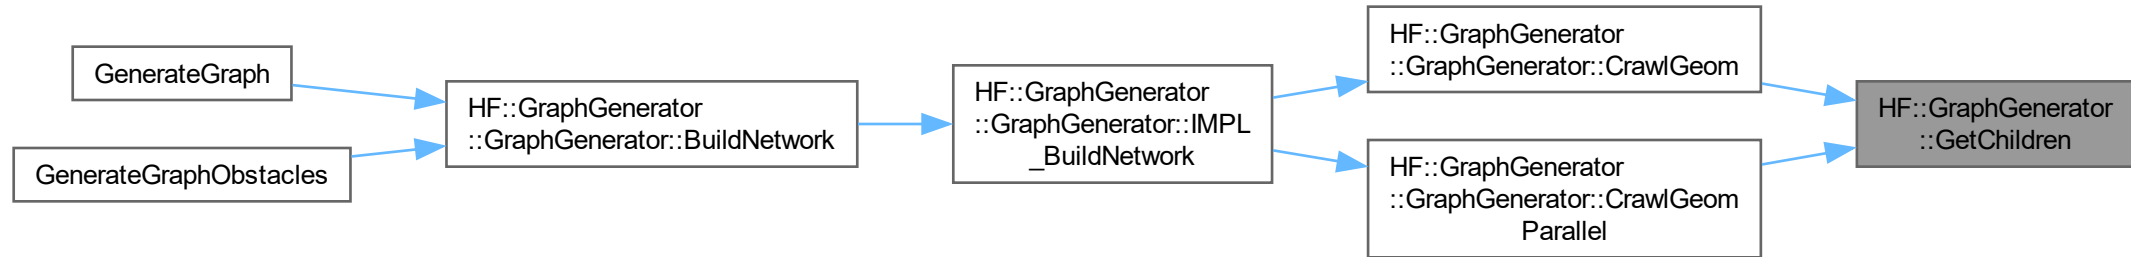 GenerateGraph
GenerateGraphObstacles
HF::GraphGenerator
::GraphGenerator::BuildNetwork
HF::GraphGenerator
::GraphGenerator::IMPL
_BuildNetwork
HF::GraphGenerator
::GraphGenerator::CrawlGeom
HF::GraphGenerator
::GraphGenerator::CrawlGeom
Parallel
HF::GraphGenerator
::GetChildren